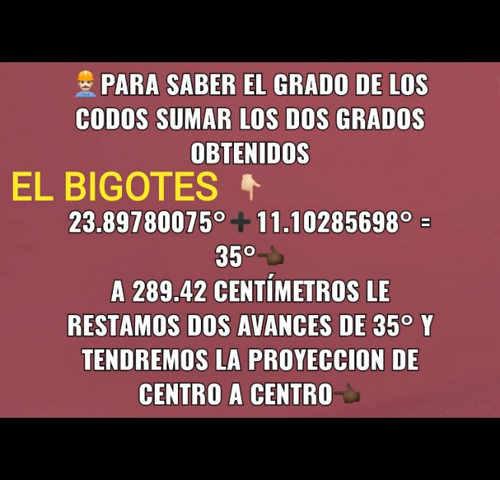 👷🏻‍♂️PARA SABER EL GRADO DE LOS
CODOS SUMAR LOS DOS GRADOS
OBTENIDOS
EL BIGOTES 👇🏻
23.89780075°➕11.10285698° =
35°👈🏿
A 289.42 CENTÍMETROS LE
RESTAMOS DOS AVANCES DE 35° Y
TENDREMOS LA PROYECCION DE
CENTRO A CENTRO👈🏿